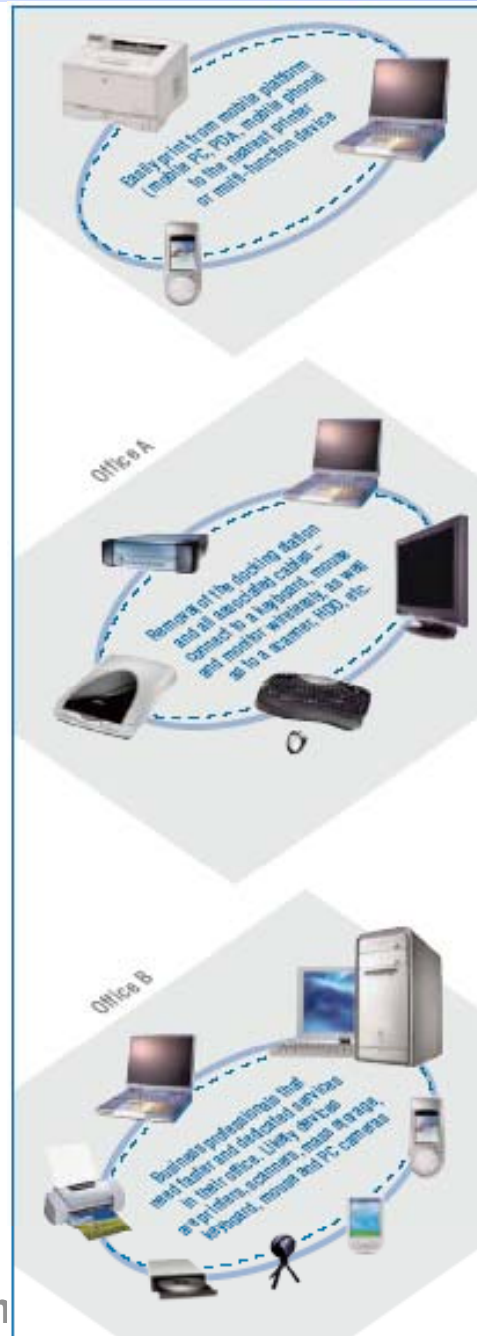 Easily print from mobile platform
(mobile PC, PDA, mobile phone)
to the nearest printer
or multi-function device
Office A
Removal of the docking station
and all associated cables ...
connect to a keyboard, mouse
and monitor wirelessly, as well
as to a scanner, HDD, etc.
Office B
Business professionals that
need faster and dedicated services
in their office. Likely devices
are printers, scanners, mass storage,
keyboard, mouse and PC cameras